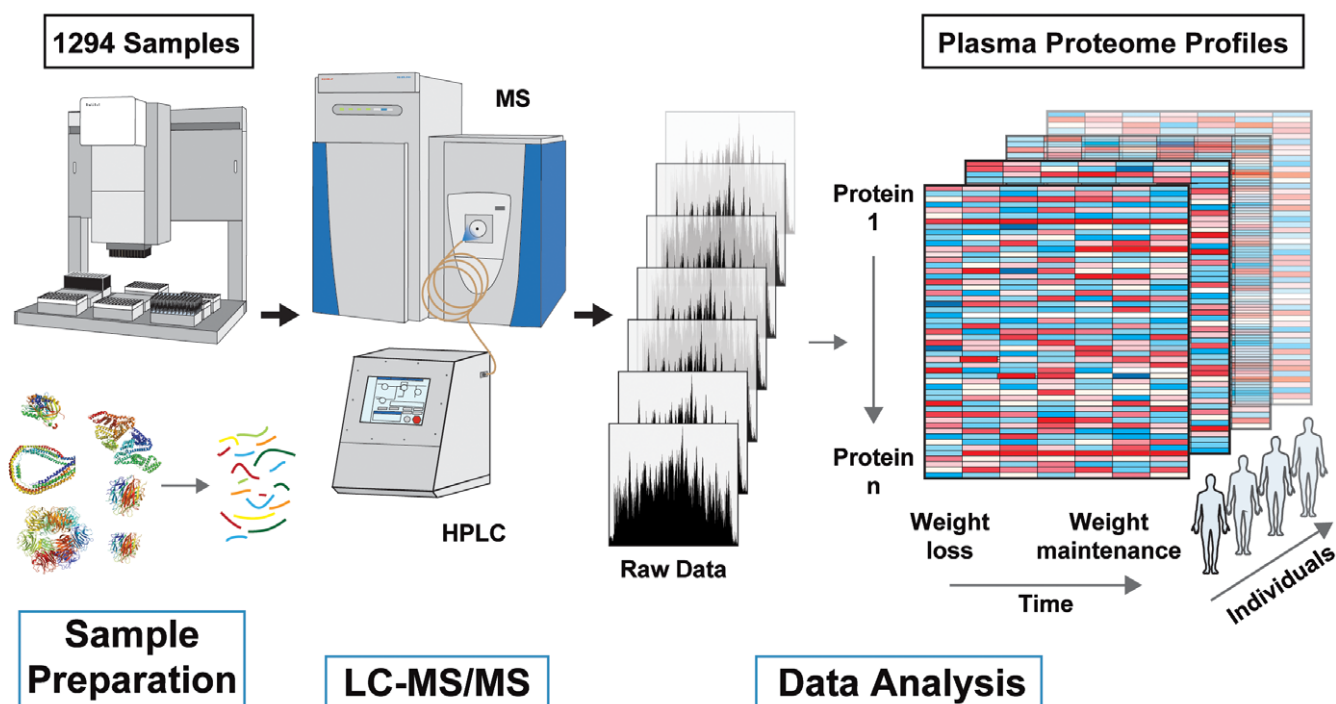 1294 Samples
Plasma Proteome Profiles
MS
Protein
1
Protein
n
HPLC
Raw Data
Weight
loss
Weight
maintenance
Time
Individuals
Sample
Preparation
LC-MS/MS
Data Analysis